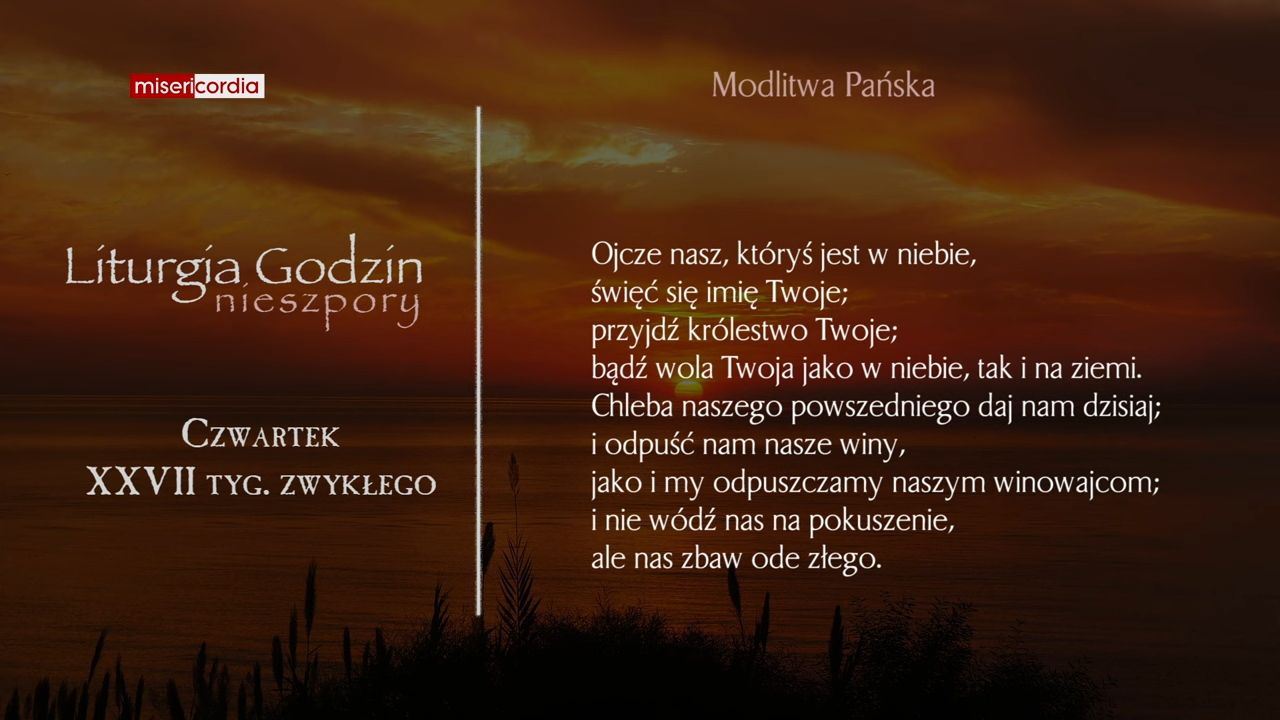 misericordia
Liturgia Godzin
nieszpory
Czwartek
XXVII tyg. zwykłego
Modlitwa Pańska
Ojcze nasz, któryś jest w niebie,
święć się imię Twoje;
przyjdź królestwo Twoje;
bądź wola Twoja jako w niebie, tak i na ziemi.
Chleba naszego powszedniego daj nam dzisiaj;
i odpuść nam nasze winy,
jako i my odpuszczamy naszym winowajcom;
i nie wódź nas na pokuszenie,
ale nas zbaw ode złego.